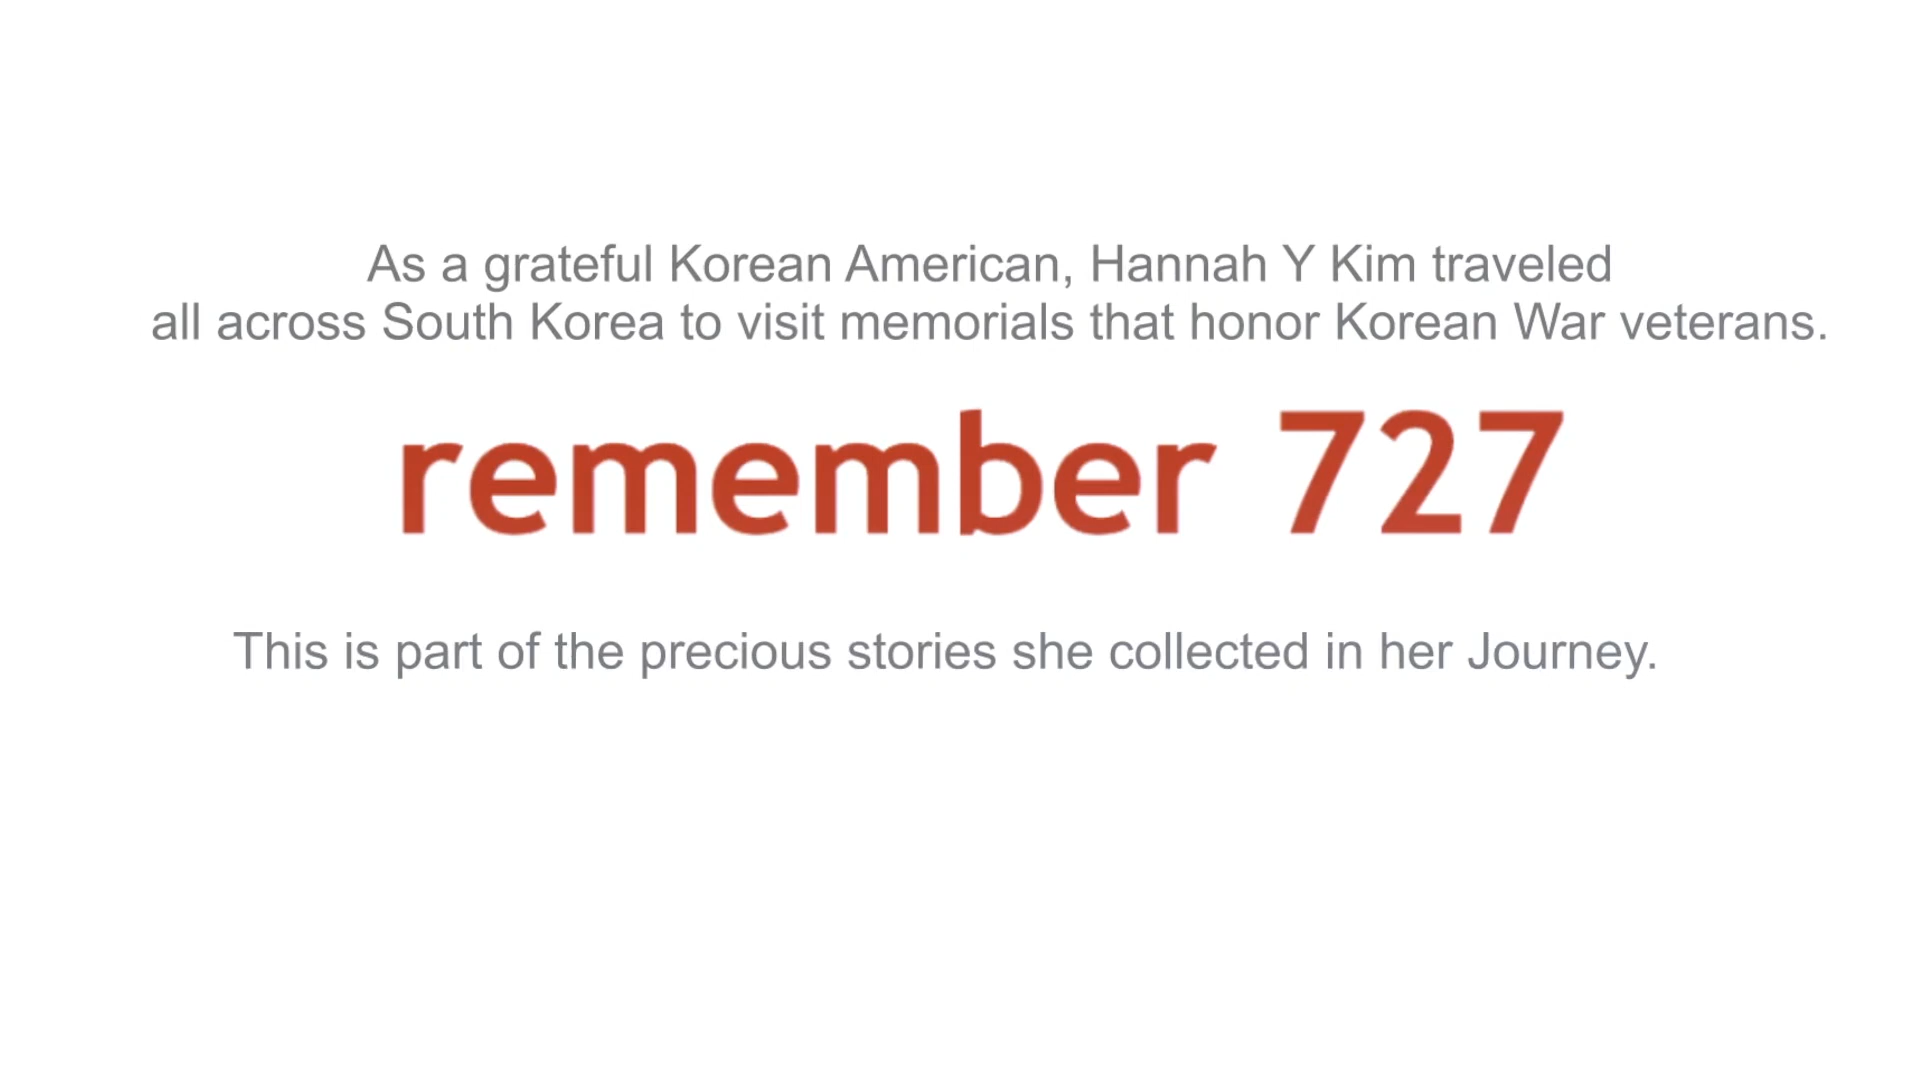 As a grateful Korean American, Hannah Y Kim traveled
all across South Korea to visit memorials that honor Korean War veterans.
remember 727
This is part of the precious stories she collected in her Journey.